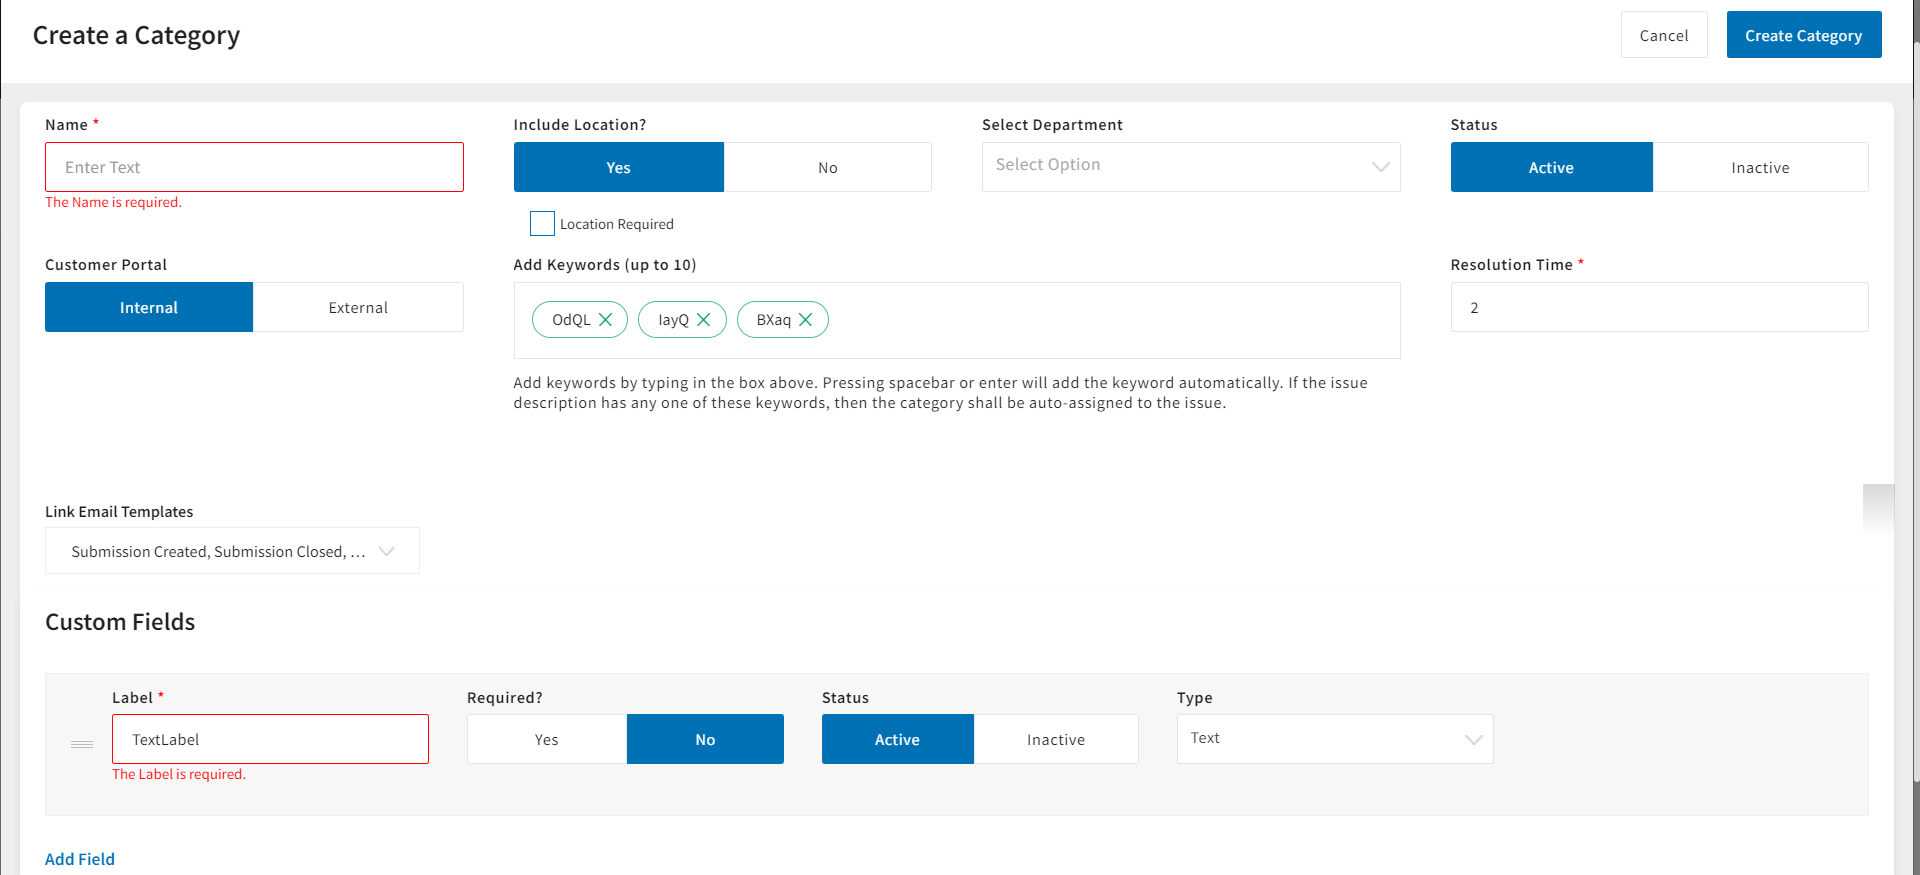 Create a Category
Cancel
Create Category
Name *
Enter Text
The Name is required.
Include Location?
Yes
No
Location Required
Select Department
Select Option
Status
Active
Inactive
Customer Portal
Internal
External
Add Keywords (up to 10)
OdQL
IayQ
BXaq
Add keywords by typing in the box above. Pressing spacebar or enter will add the keyword automatically. If the issue
description has any one of these keywords, then the category shall be auto-assigned to the issue.
Resolution Time *
2
Link Email Templates
Submission Created, Submission Closed, ...
Custom Fields
Label *
TextLabel
The Label is required.
Required?
Yes
No
Status
Active
Inactive
Type
Text
Add Field